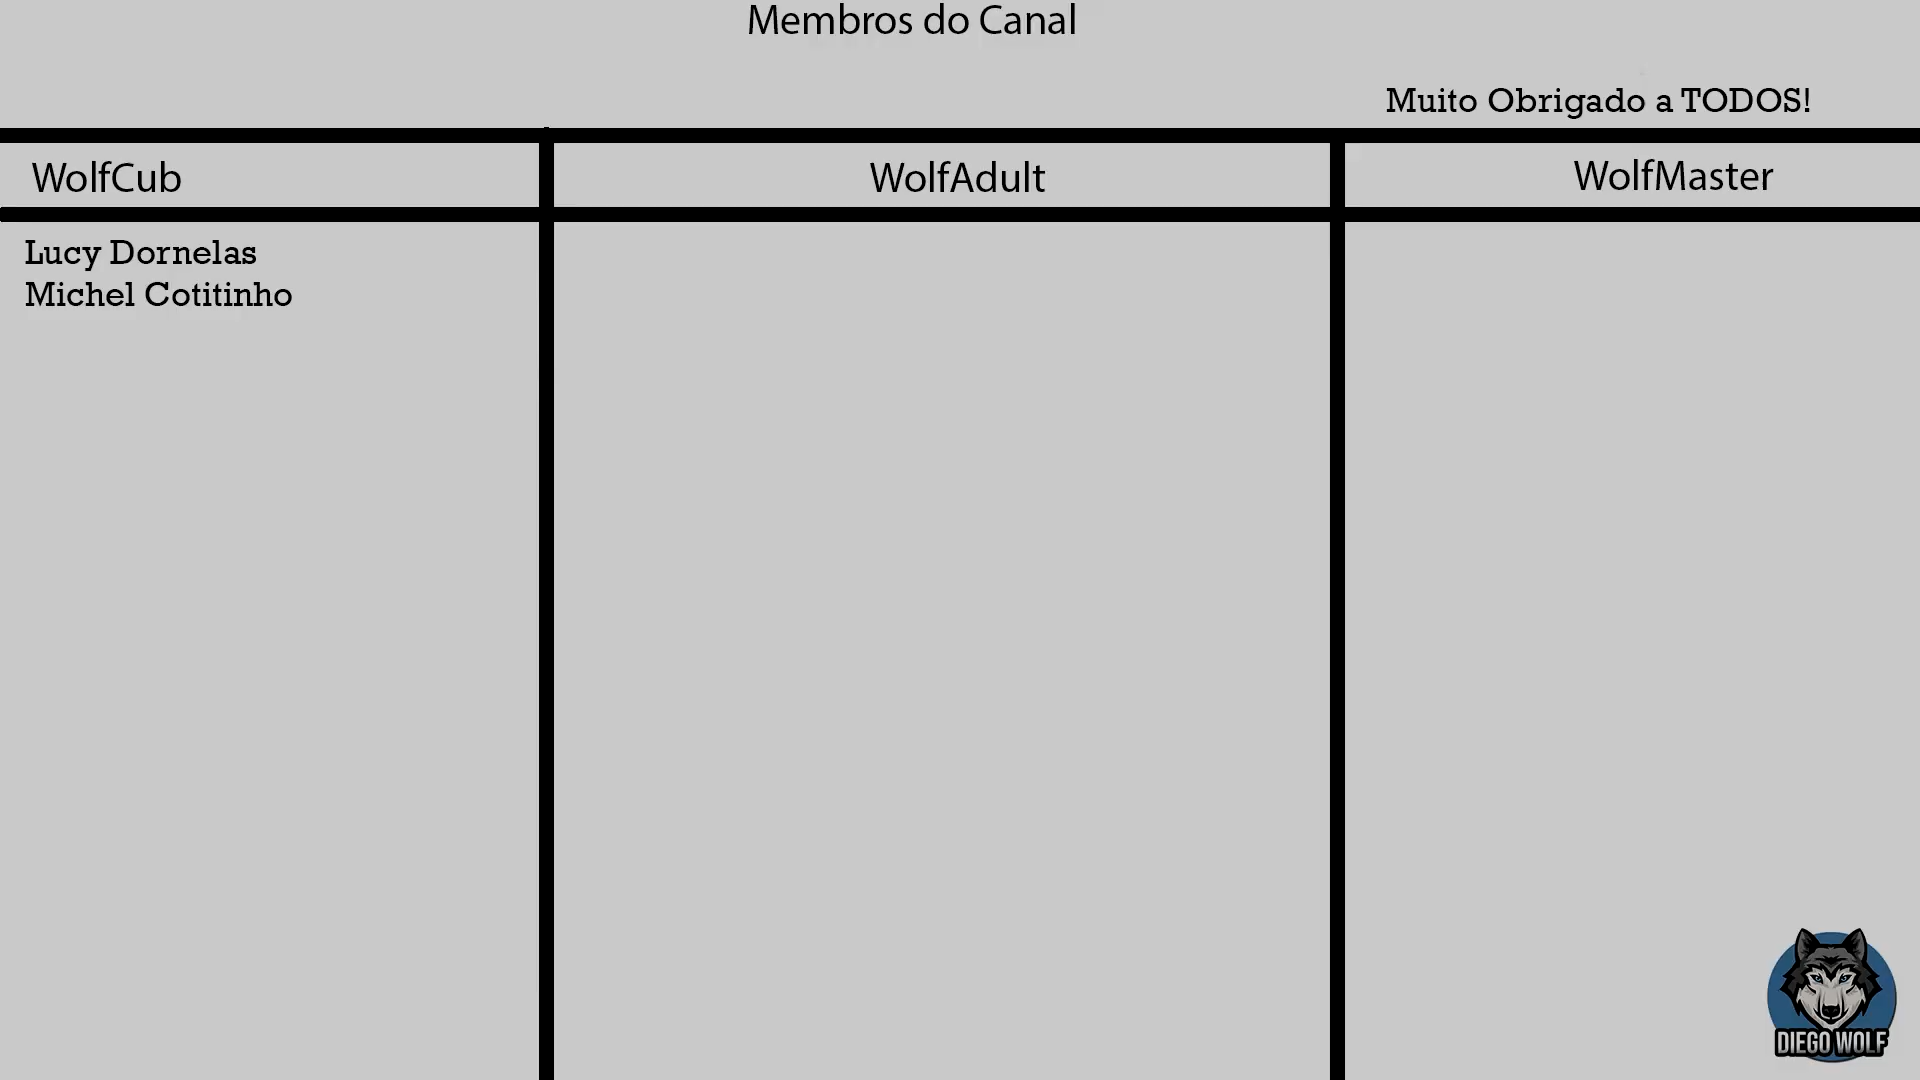 Membros do Canal
Muito Obrigado a TODOS!
WolfCub
WolfAdult
WolfMaster
Lucy Dornelas
Michel Cotitinho
DIEGO WOLF